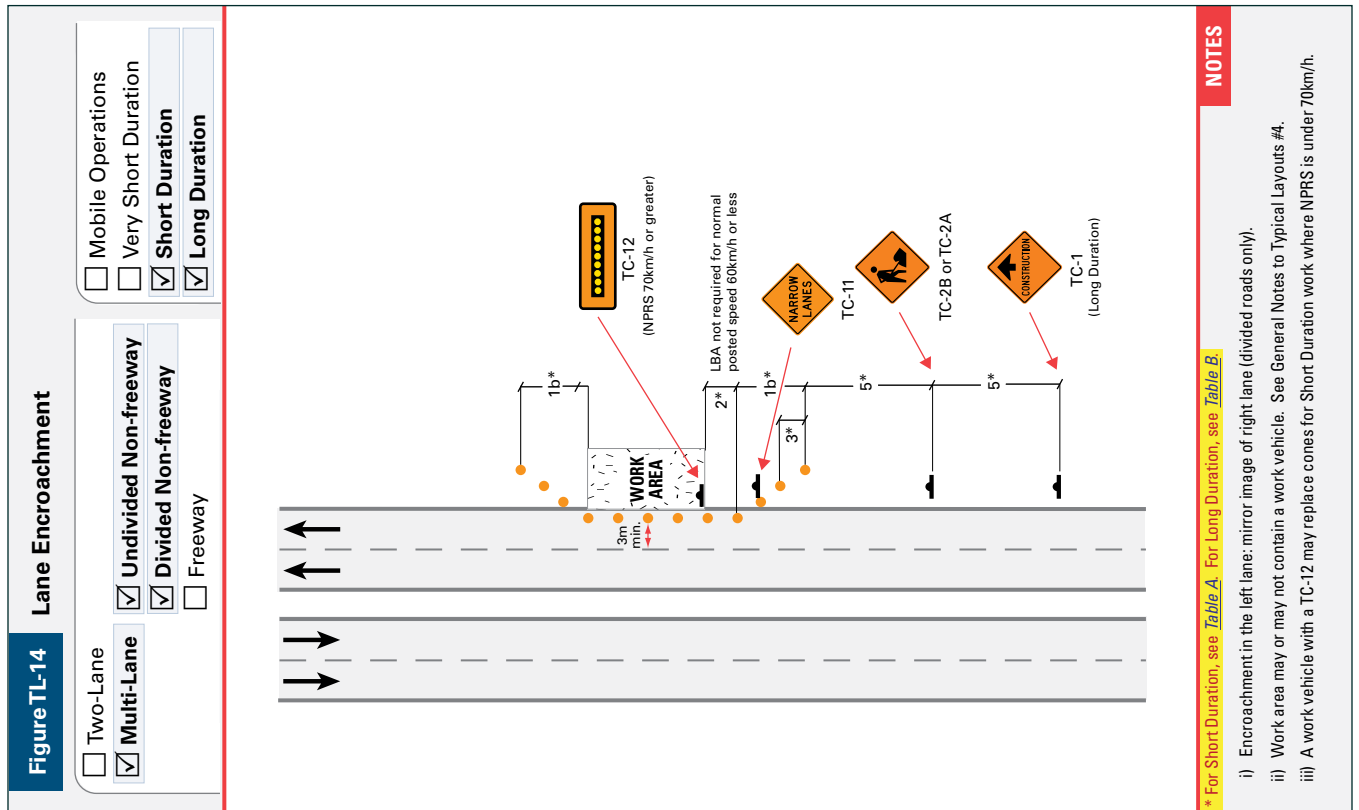 Figure TL-14
Lane Encroachment
Two-Lane
Multi-Lane
Undivided Non-freeway
Divided Non-freeway
Freeway
Mobile Operations
Very Short Duration
Short Duration
Long Duration
1b*
TC-12
(NPRS 70km/h or greater)
WORK
AREA
3m
min.
2*
LBA not required for normal
posted speed 60km/h or less
1b*
NARROW
LANES
TC-11
3*
5*
TC-2B or TC-2A
5*
CONSTRUCTION
TC-1
(Long Duration)
* For Short Duration, see Table A. For Long Duration, see Table B.
NOTES
i) Encroachment in the left lane: mirror image of right lane (divided roads only).
ii) Work area may or may not contain a work vehicle. See General Notes to Typical Layouts #4.
iii) A work vehicle with a TC-12 may replace cones for Short Duration work where NPRS is under 70km/h.